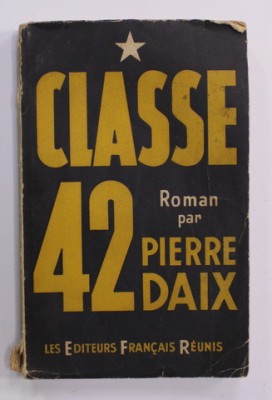 CLASSE
42
Roman
par
PIERRE
DAIX
LES EDITEURS FRANÇAIS RÉUNIS